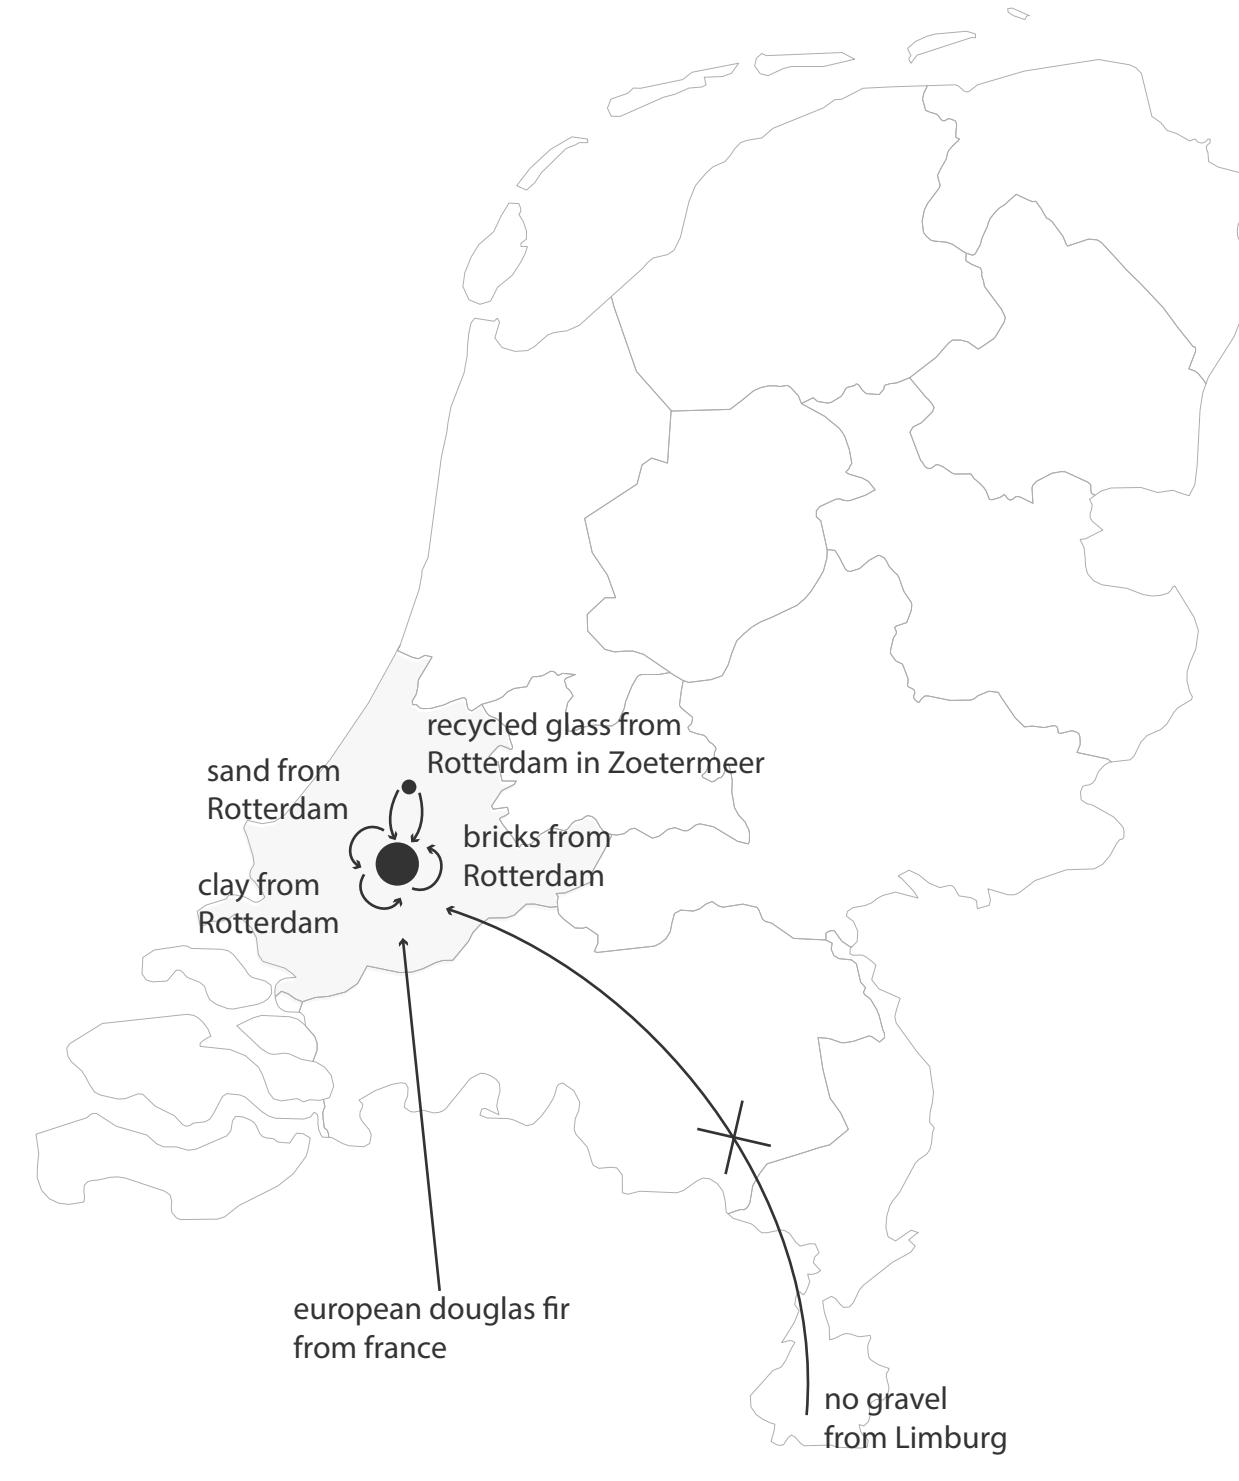 recycled glass from
Rotterdam in Zoetermeer
sand from
Rotterdam
bricks from
Rotterdam
clay from
Rotterdam
european douglas fir
from france
no gravel
from Limburg